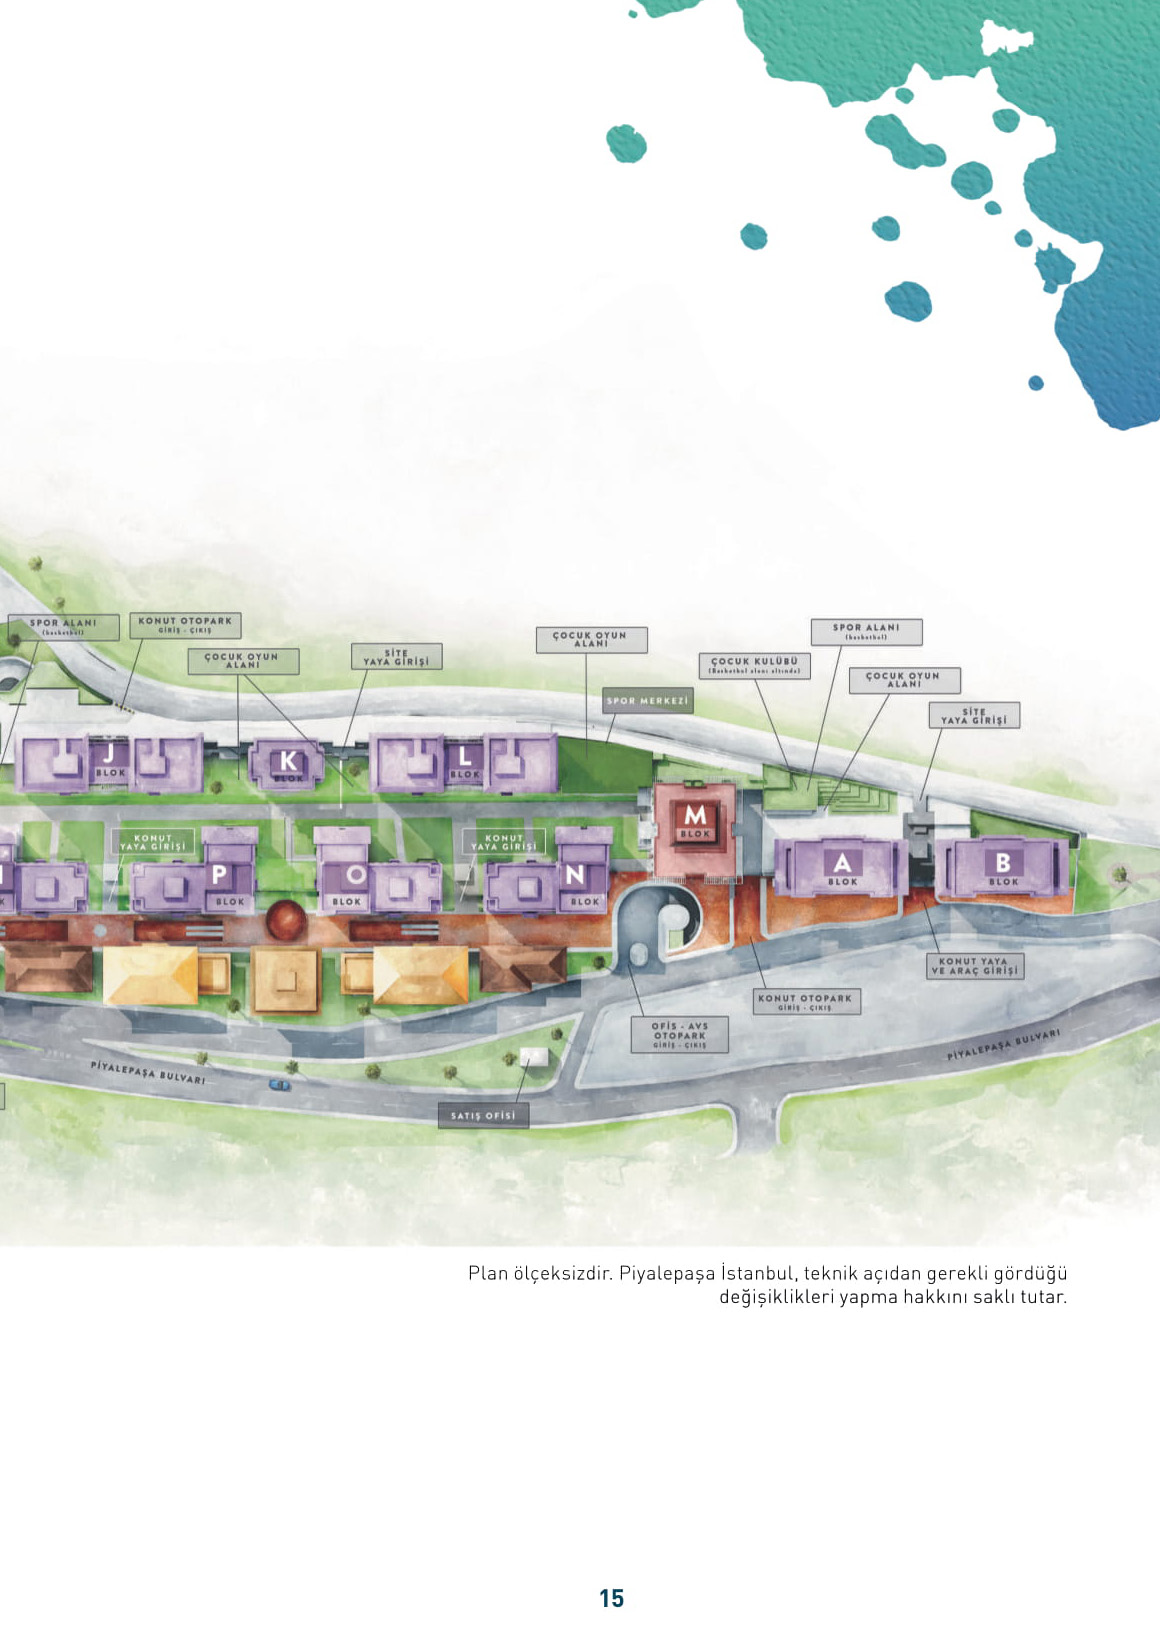 SPOR ALANI
(basketbol)
KONUT OTOPARK
GİRİŞ - ÇIKIŞ
ÇOCUK OYUN
ALANI
SİTE
YAYA GİRİŞİ
ÇOCUK OYUN
ALANI
SPOR MERKEZİ
ÇOCUK KULÜBÜ
(Basketbol alanı altında)
SPOR ALANI
(basketbol)
ÇOCUK OYUN
ALANI
SİTE
YAYA GİRİŞİ
J
BLOK
K
BLOK
L
BLOK
M
BLOK
A
BLOK
B
BLOK
KONUT
YAYA GİRİŞİ
KONUT
YAYA GİRİŞİ
P
BLOK
O
BLOK
N
BLOK
KONUT YAYA
VE ARAÇ GİRİŞİ
KONUT OTOPARK
GİRİŞ - ÇIKIŞ
OFİS - AVS
OTOPARK
GİRİŞ - ÇIKIŞ
PİYALEPAŞA BULVARI
PİYALEPAŞA BULVARI
SATIŞ OFİSİ
Plan ölçeksizdir. Piyalepaşa İstanbul, teknik açıdan gerekli gördüğü
değişiklikleri yapma hakkını saklı tutar.
15